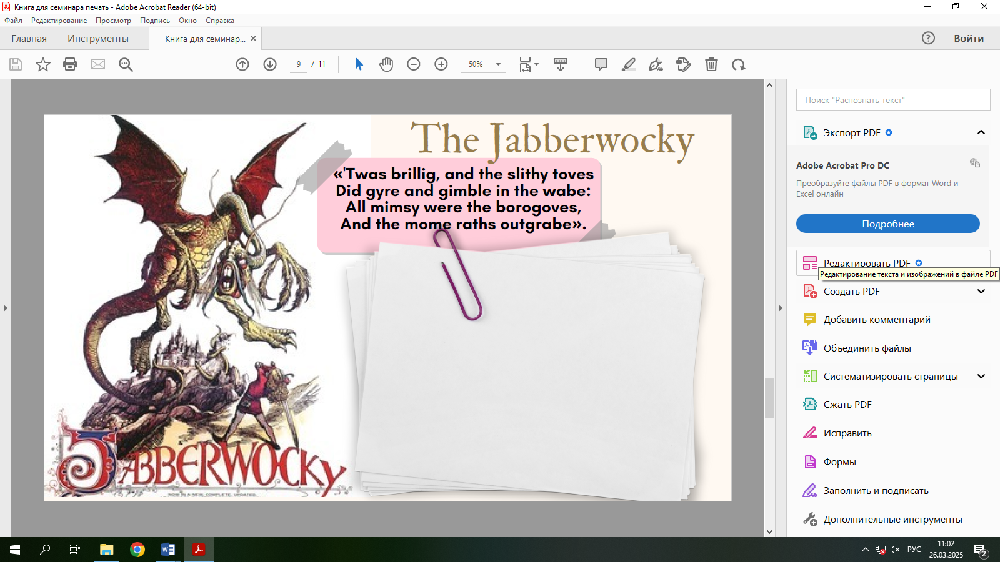 Книга для семинара печать - Adobe Acrobat Reader (64-bit)
Файл Редактирование Просмотр Подпись Окно Справка
Главная Инструменты Книга для семинар... × Войти
9 / 11 50%
The Jabberwocky
«'Twas brillig, and the slithy toves
Did gyre and gimble in the wabe:
All mimsy were the borogoves,
And the mome raths outgrabe».
JABBERWOCKY
NOW IN A NEW, COMPLETE, UPDATED,
Поиск "Распознать текст"
Экспорт PDF
Adobe Acrobat Pro DC
Преобразуйте файлы PDF в формат Word и
Excel онлайн
Подробнее
Редактировать PDF
Редактирование текста и изображений в файле PDF
Создать PDF
Добавить комментарий
Объединить файлы
Систематизировать страницы
Сжать PDF
Исправить
Формы
Заполнить и подписать
Дополнительные инструменты
РУС
11:02
26.03.2025
2